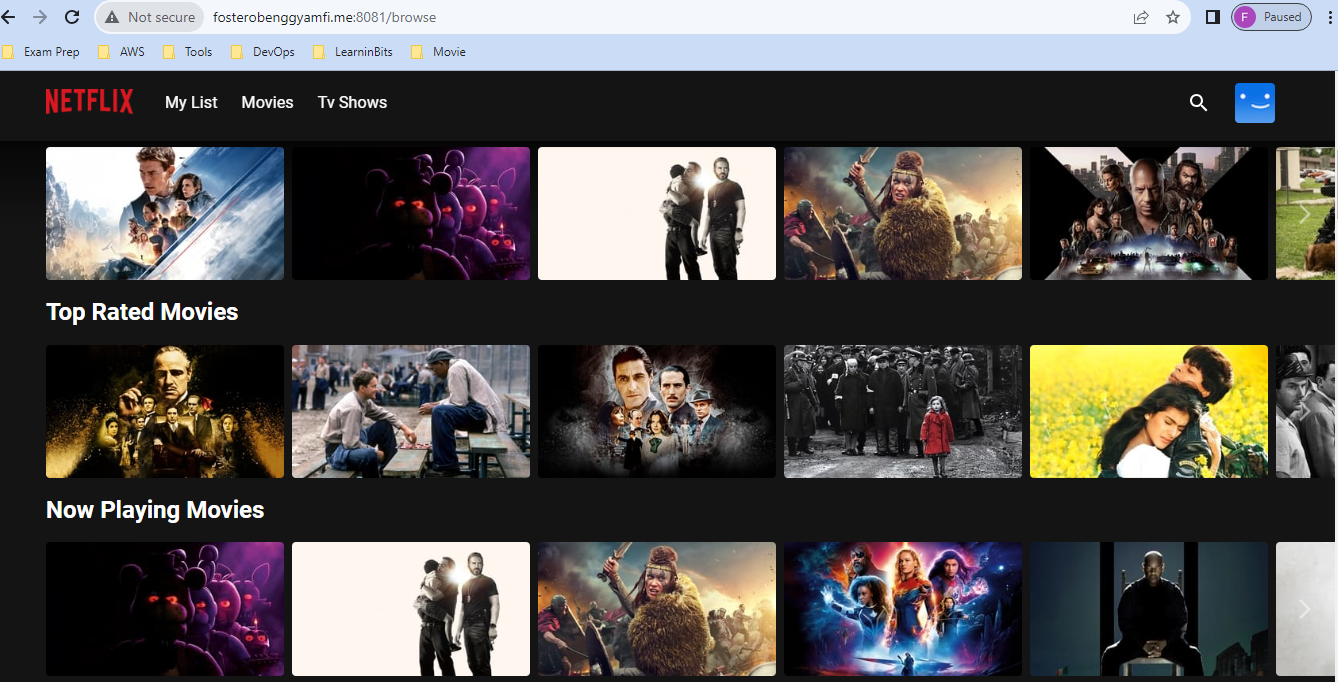 Not secure fosterobenggyamfi.me:8081/browse F Paused
Exam Prep AWS Tools DevOps LearninBits Movie
NETFLIX My List Movies Tv Shows
Top Rated Movies
Now Playing Movies